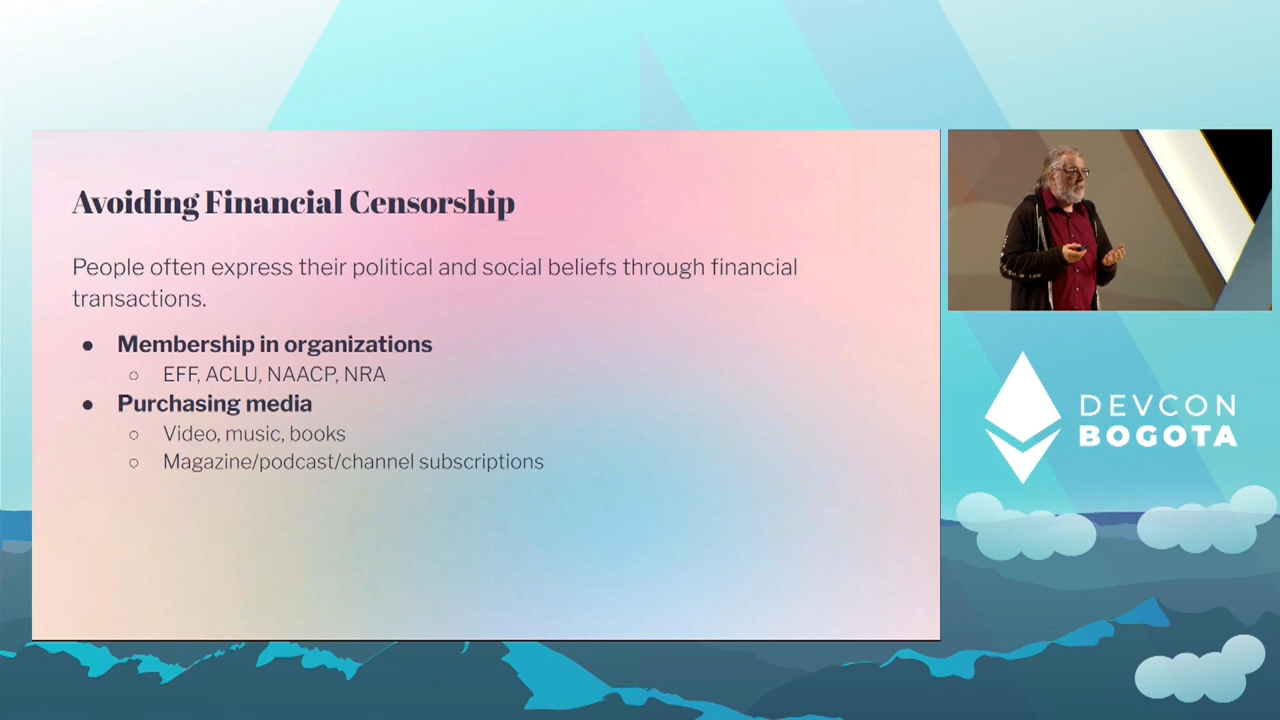 Avoiding Financial Censorship
People often express their political and social beliefs through financial
transactions.
● Membership in organizations
○ EFF, ACLU, NAACP, NRA
● Purchasing media
○ Video, music, books
○ Magazine/podcast/channel subscriptions
DEVCON
BOGOTA